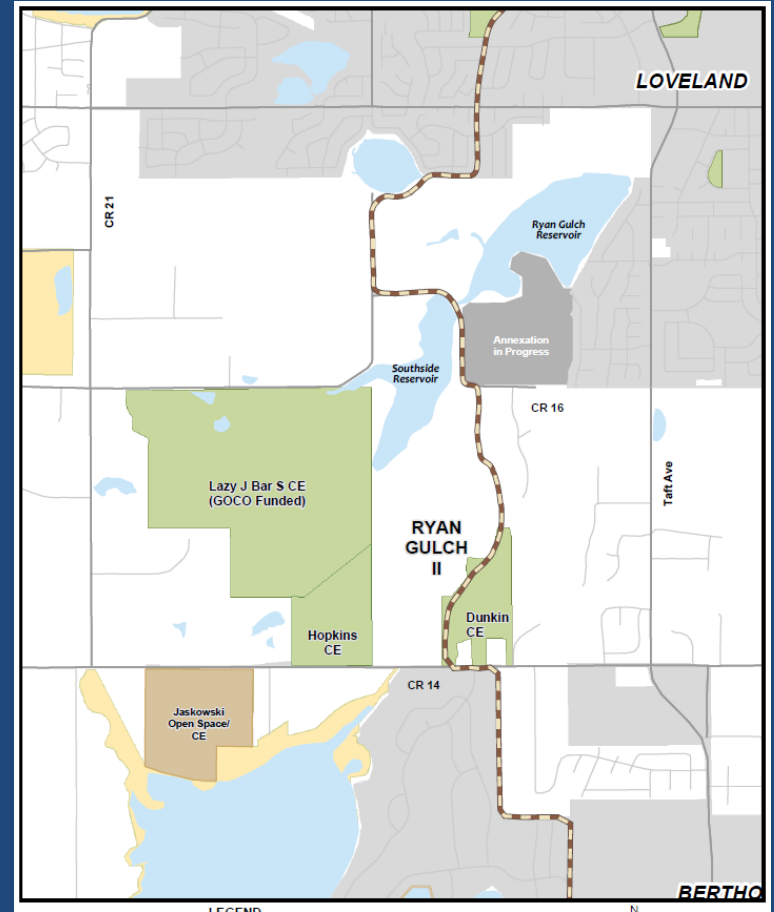 LOVELAND
CR 21
Ryan Gulch
Reservoir
Annexation
in Progress
Southside
Reservoir
CR 16
Taft Ave
Lazy J Bar S CE
(GOCO Funded)
RYAN
GULCH
II
Hopkins
CE
Dunkin
CE
CR 14
Jaskowski
Open Space/
CE
BERTHO
LEGEND
N